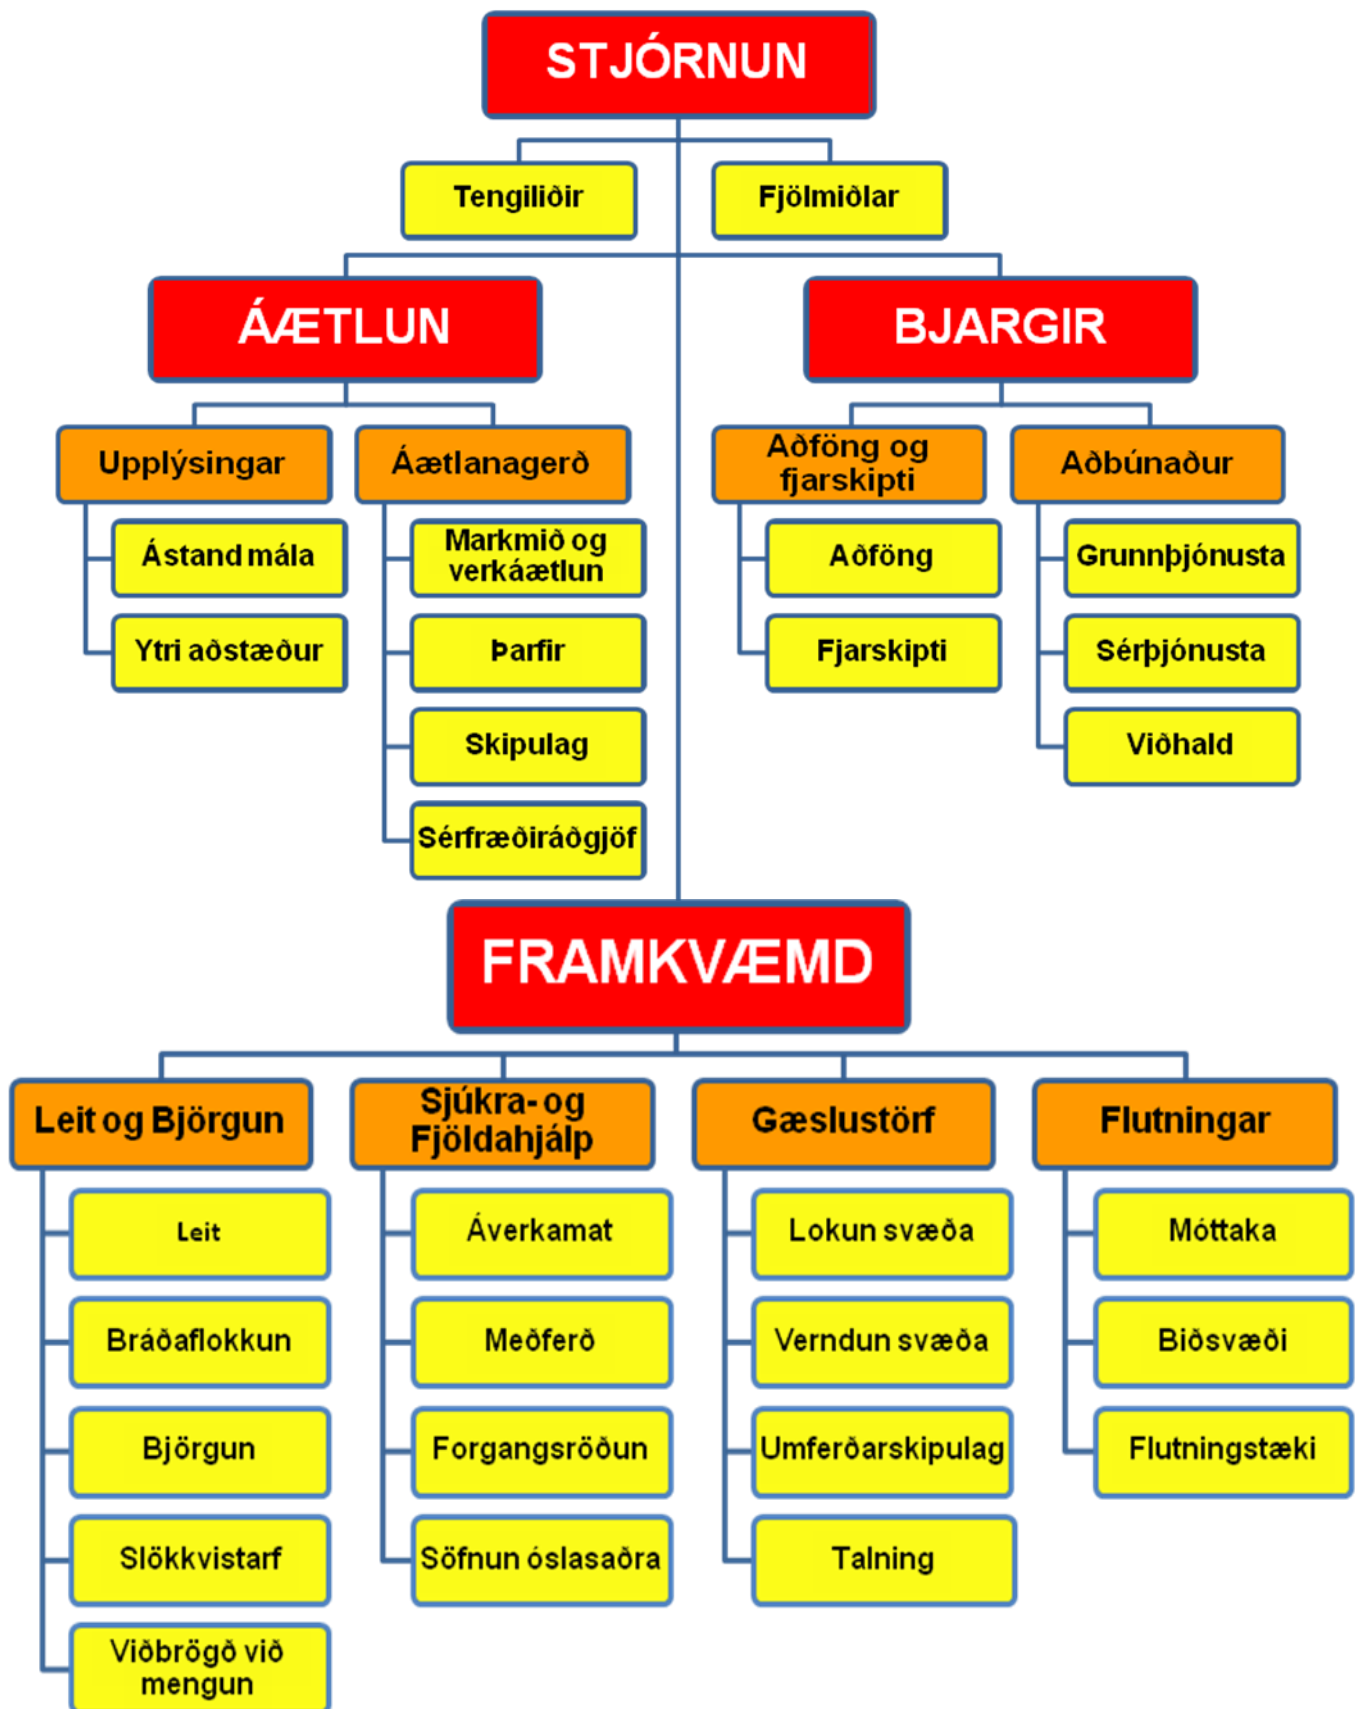 STJÓRNUN
Tengiliðir
Fjölmiðlar
ÁÆTLUN
BJARGIR
Upplýsingar
Ástand mála
Ytri aðstæður
Áætlanagerð
Markmið og
verkáætlun
Þarfir
Skipulag
Sérfræðiráðgjöf
Aðföng og
fjarskipti
Aðföng
Fjarskipti
Aðbúnaður
Grunnþjónusta
Sérþjónusta
Viðhald
FRAMKVÆMD
Leit og Björgun
Leit
Bráðaflokkun
Björgun
Slökkvistarf
Viðbrögð við
mengun
Sjúkra- og
Fjöldahjálp
Áverkamat
Meðferð
Forgangsröðun
Söfnun óslasaðra
Gæslustörf
Lokun svæða
Verndun svæða
Umferðarskipulag
Talning
Flutningar
Móttaka
Biðsvæði
Flutningstæki